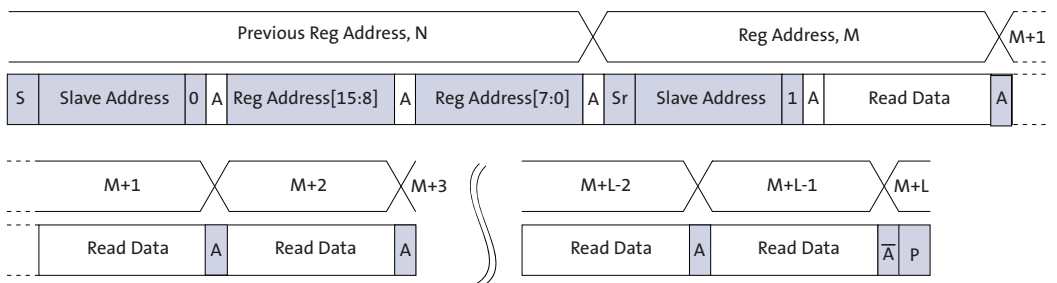 Previous Reg Address, N Reg Address, M M+1
S Slave Address 0 A Reg Address[15:8] A Reg Address[7:0] A Sr Slave Address 1 A Read Data A
M+1 M+2 M+3 M+L-2 M+L-1 M+L
Read Data A Read Data A Read Data A Read Data A̅ P